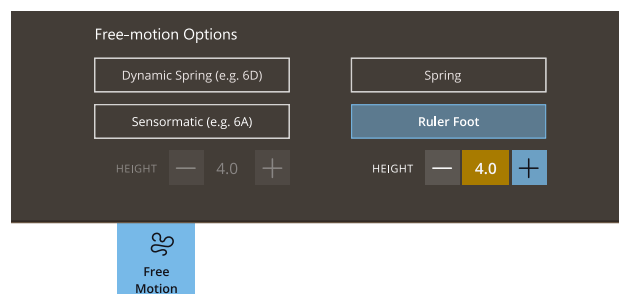 Free-motion Options
Dynamic Spring (e.g. 6D)
Spring
Sensormatic (e.g. 6A)
Ruler Foot
HEIGHT — 4.0 +
HEIGHT — 4.0 +
Free
Motion